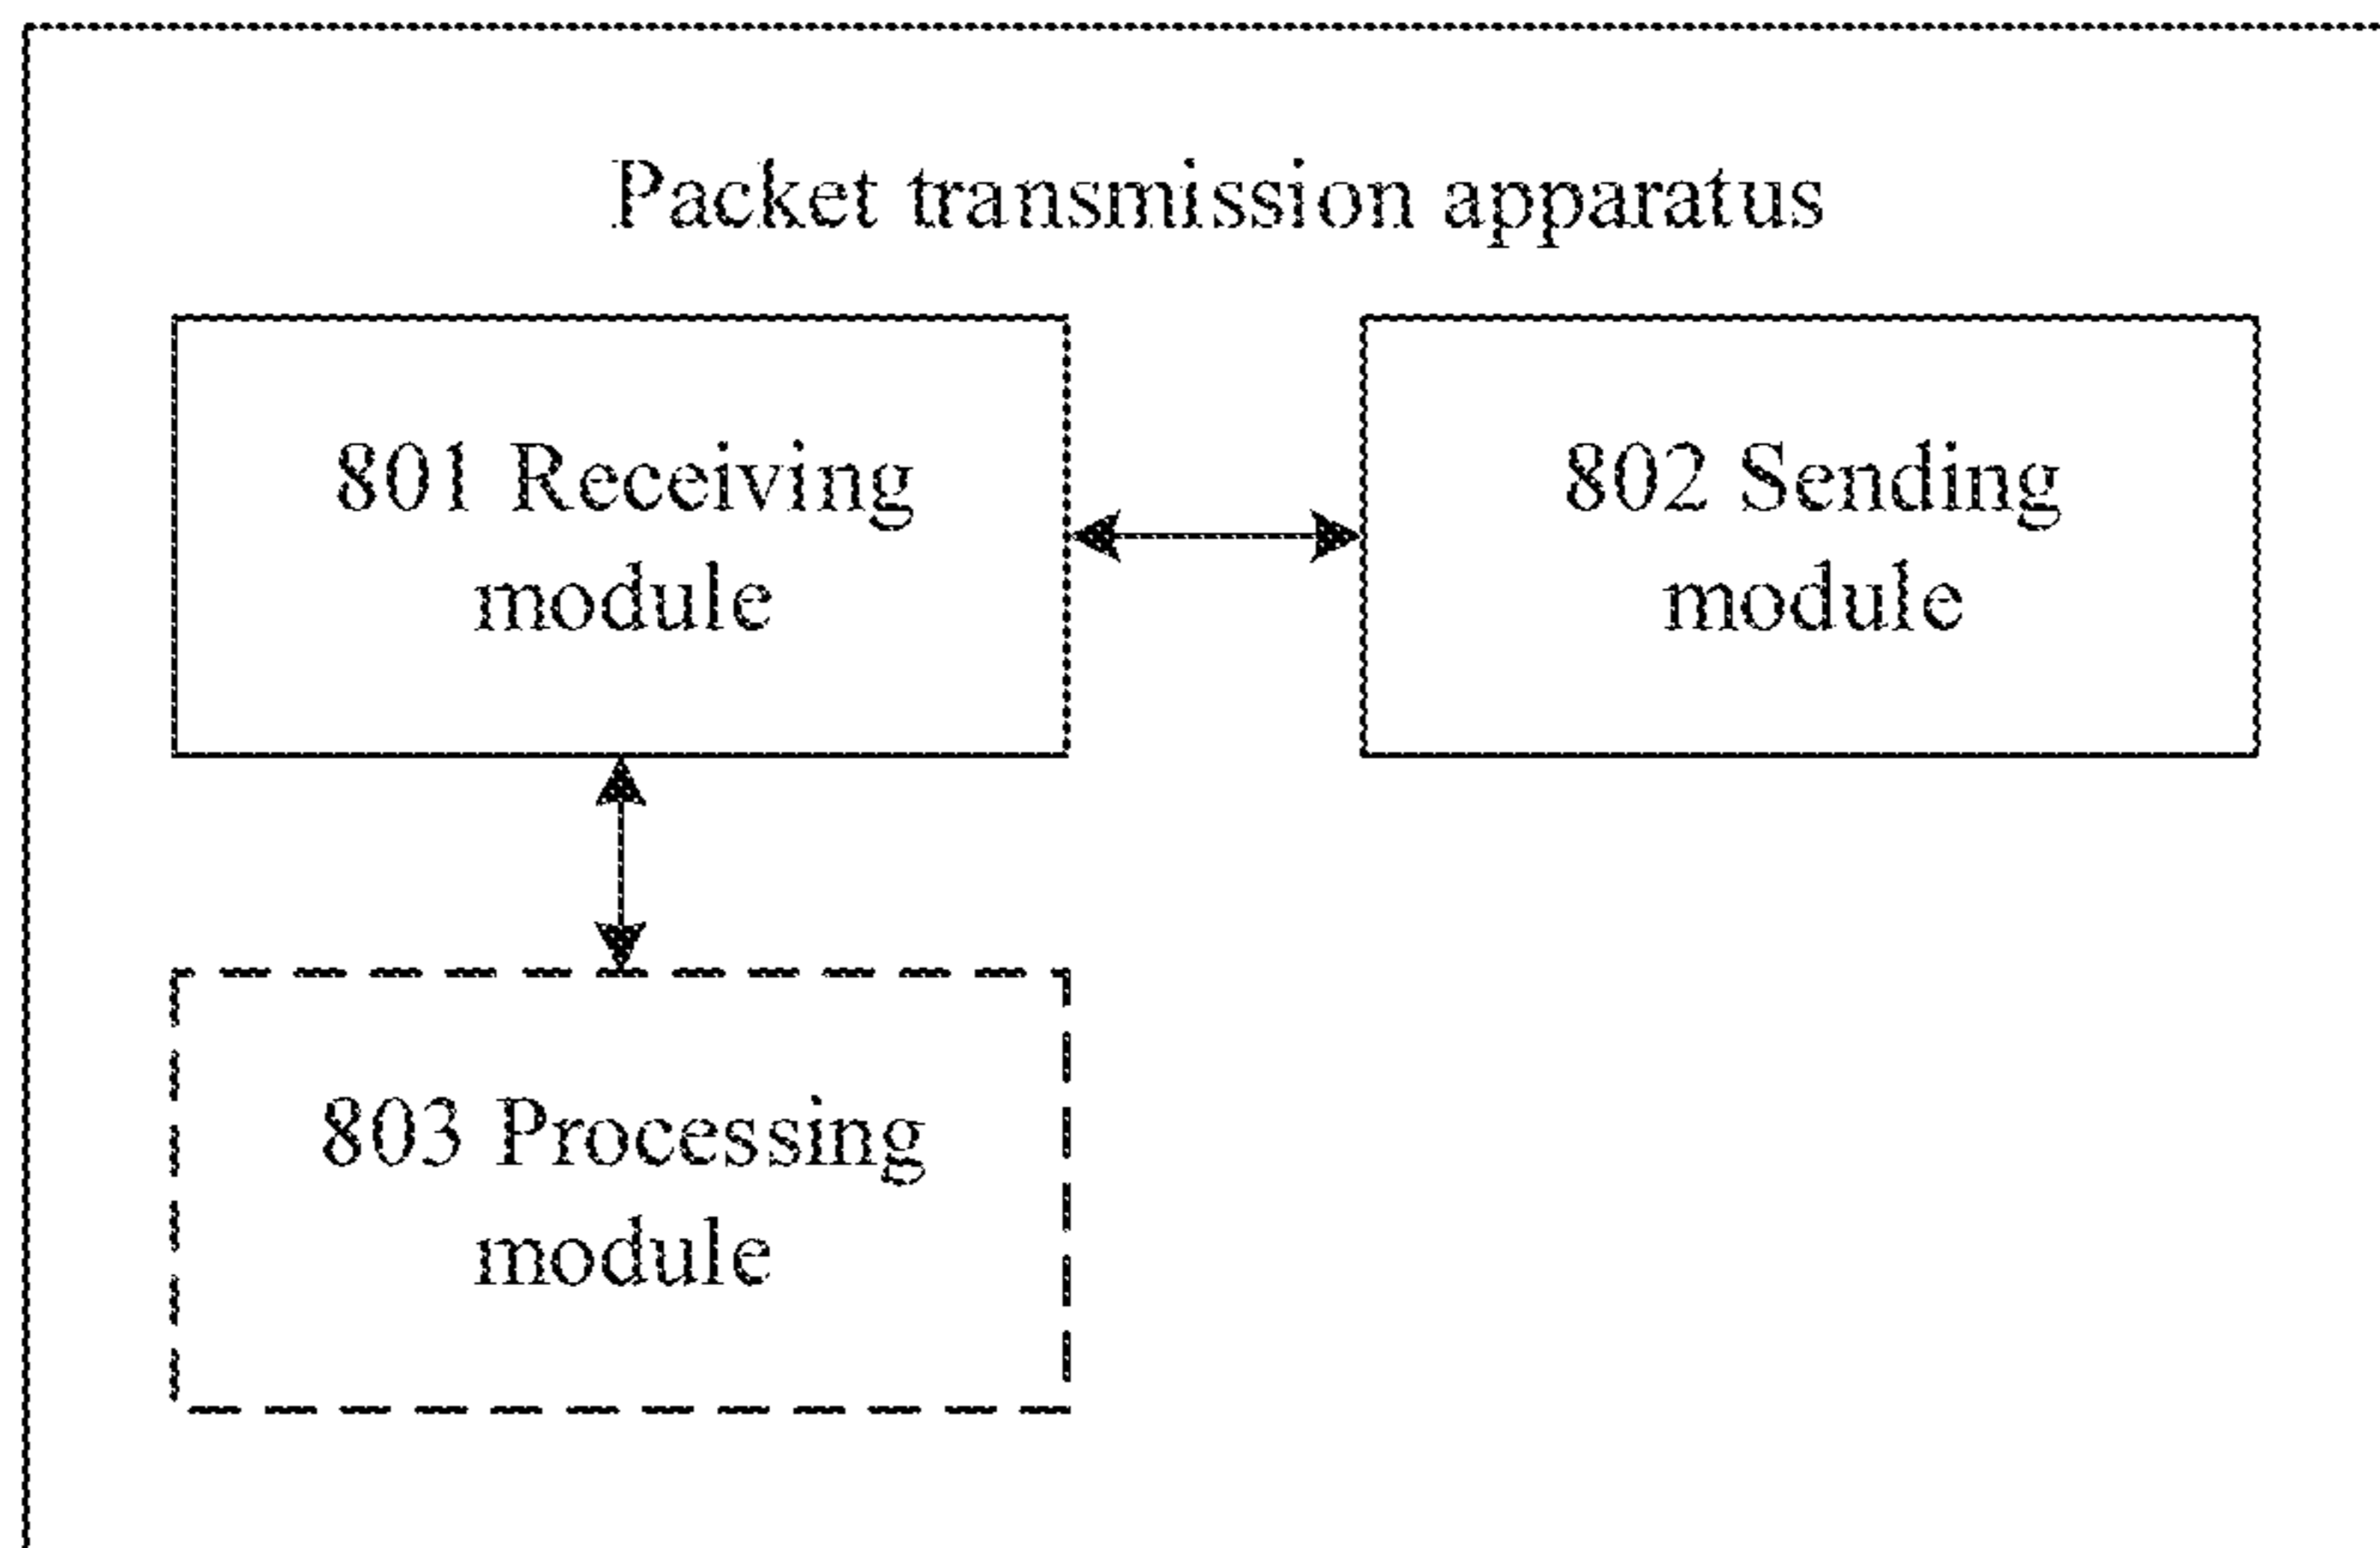 Packet transmission apparatus
801 Receiving
module
802 Sending
module
803 Processing
module